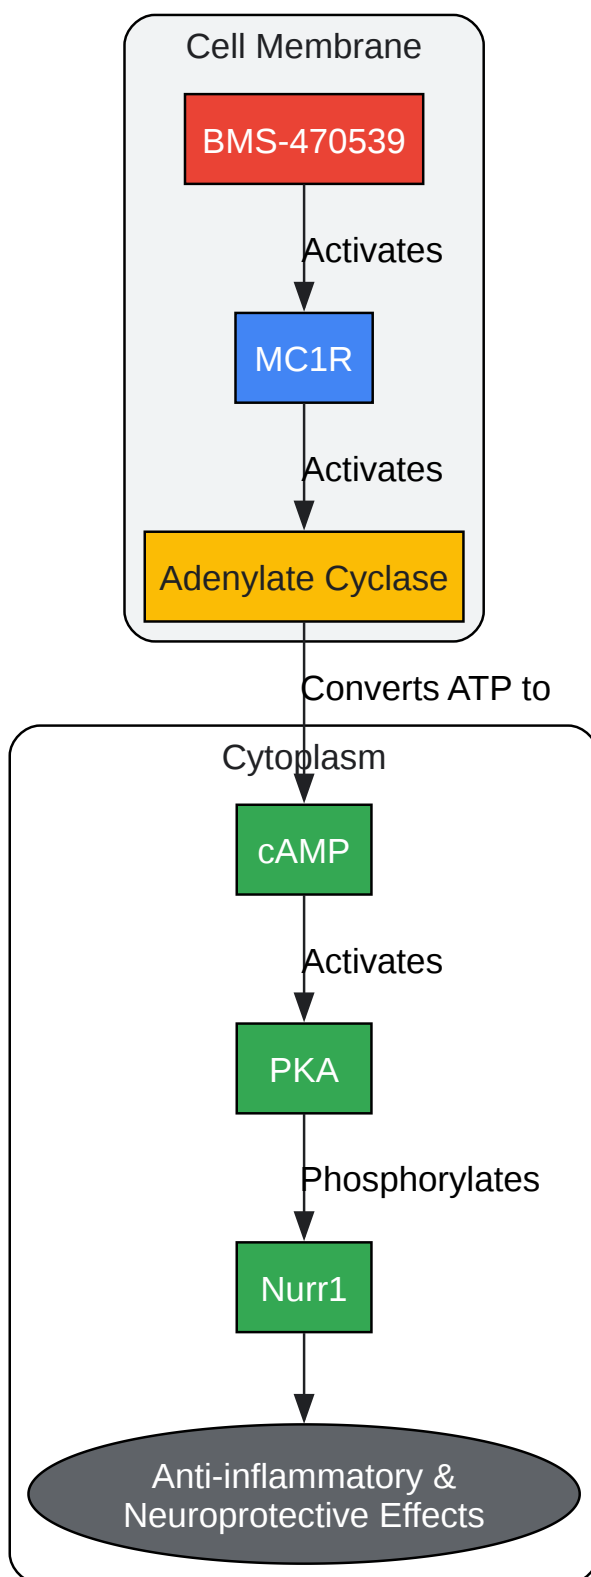 Cell Membrane
BMS-470539
Activates
MC1R
Activates
Adenylate Cyclase
Converts ATP to
Cytoplasm
cAMP
Activates
PKA
Phosphorylates
Nurr1
Anti-inflammatory &
Neuroprotective Effects